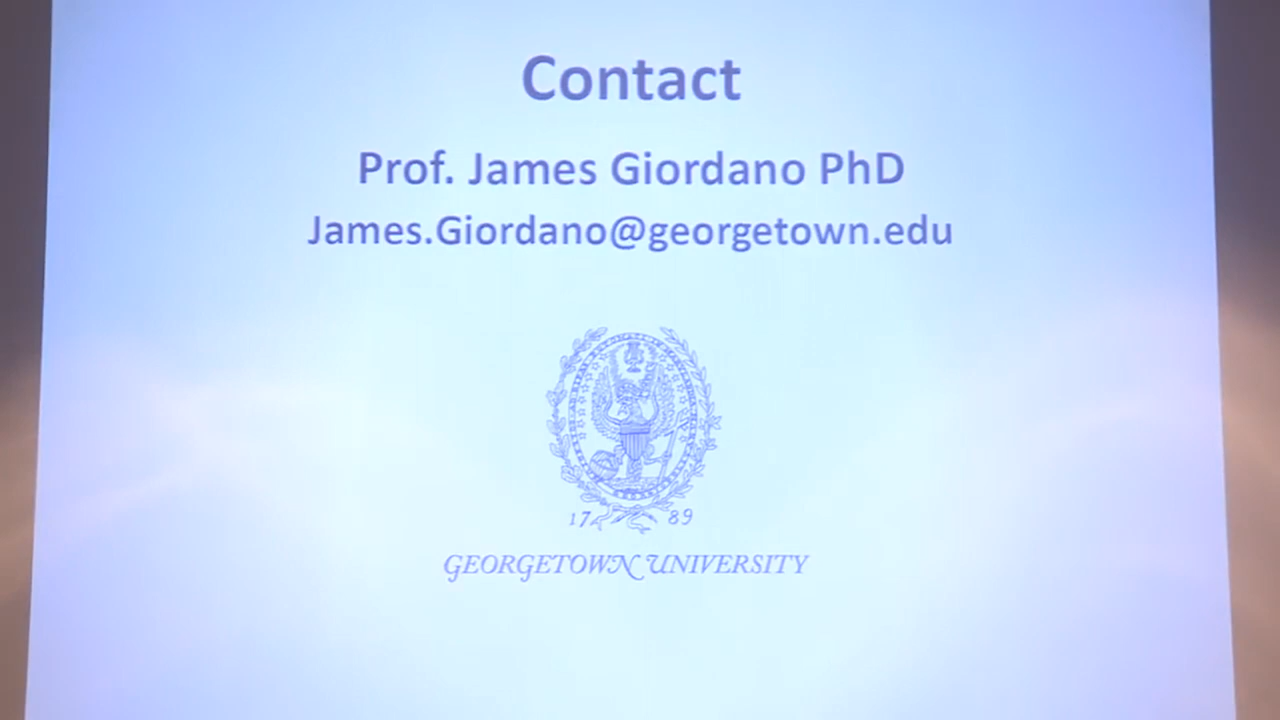 Contact
Prof. James Giordano PhD
James.Giordano@georgetown.edu
17 89
GEORGETOWN UNIVERSITY